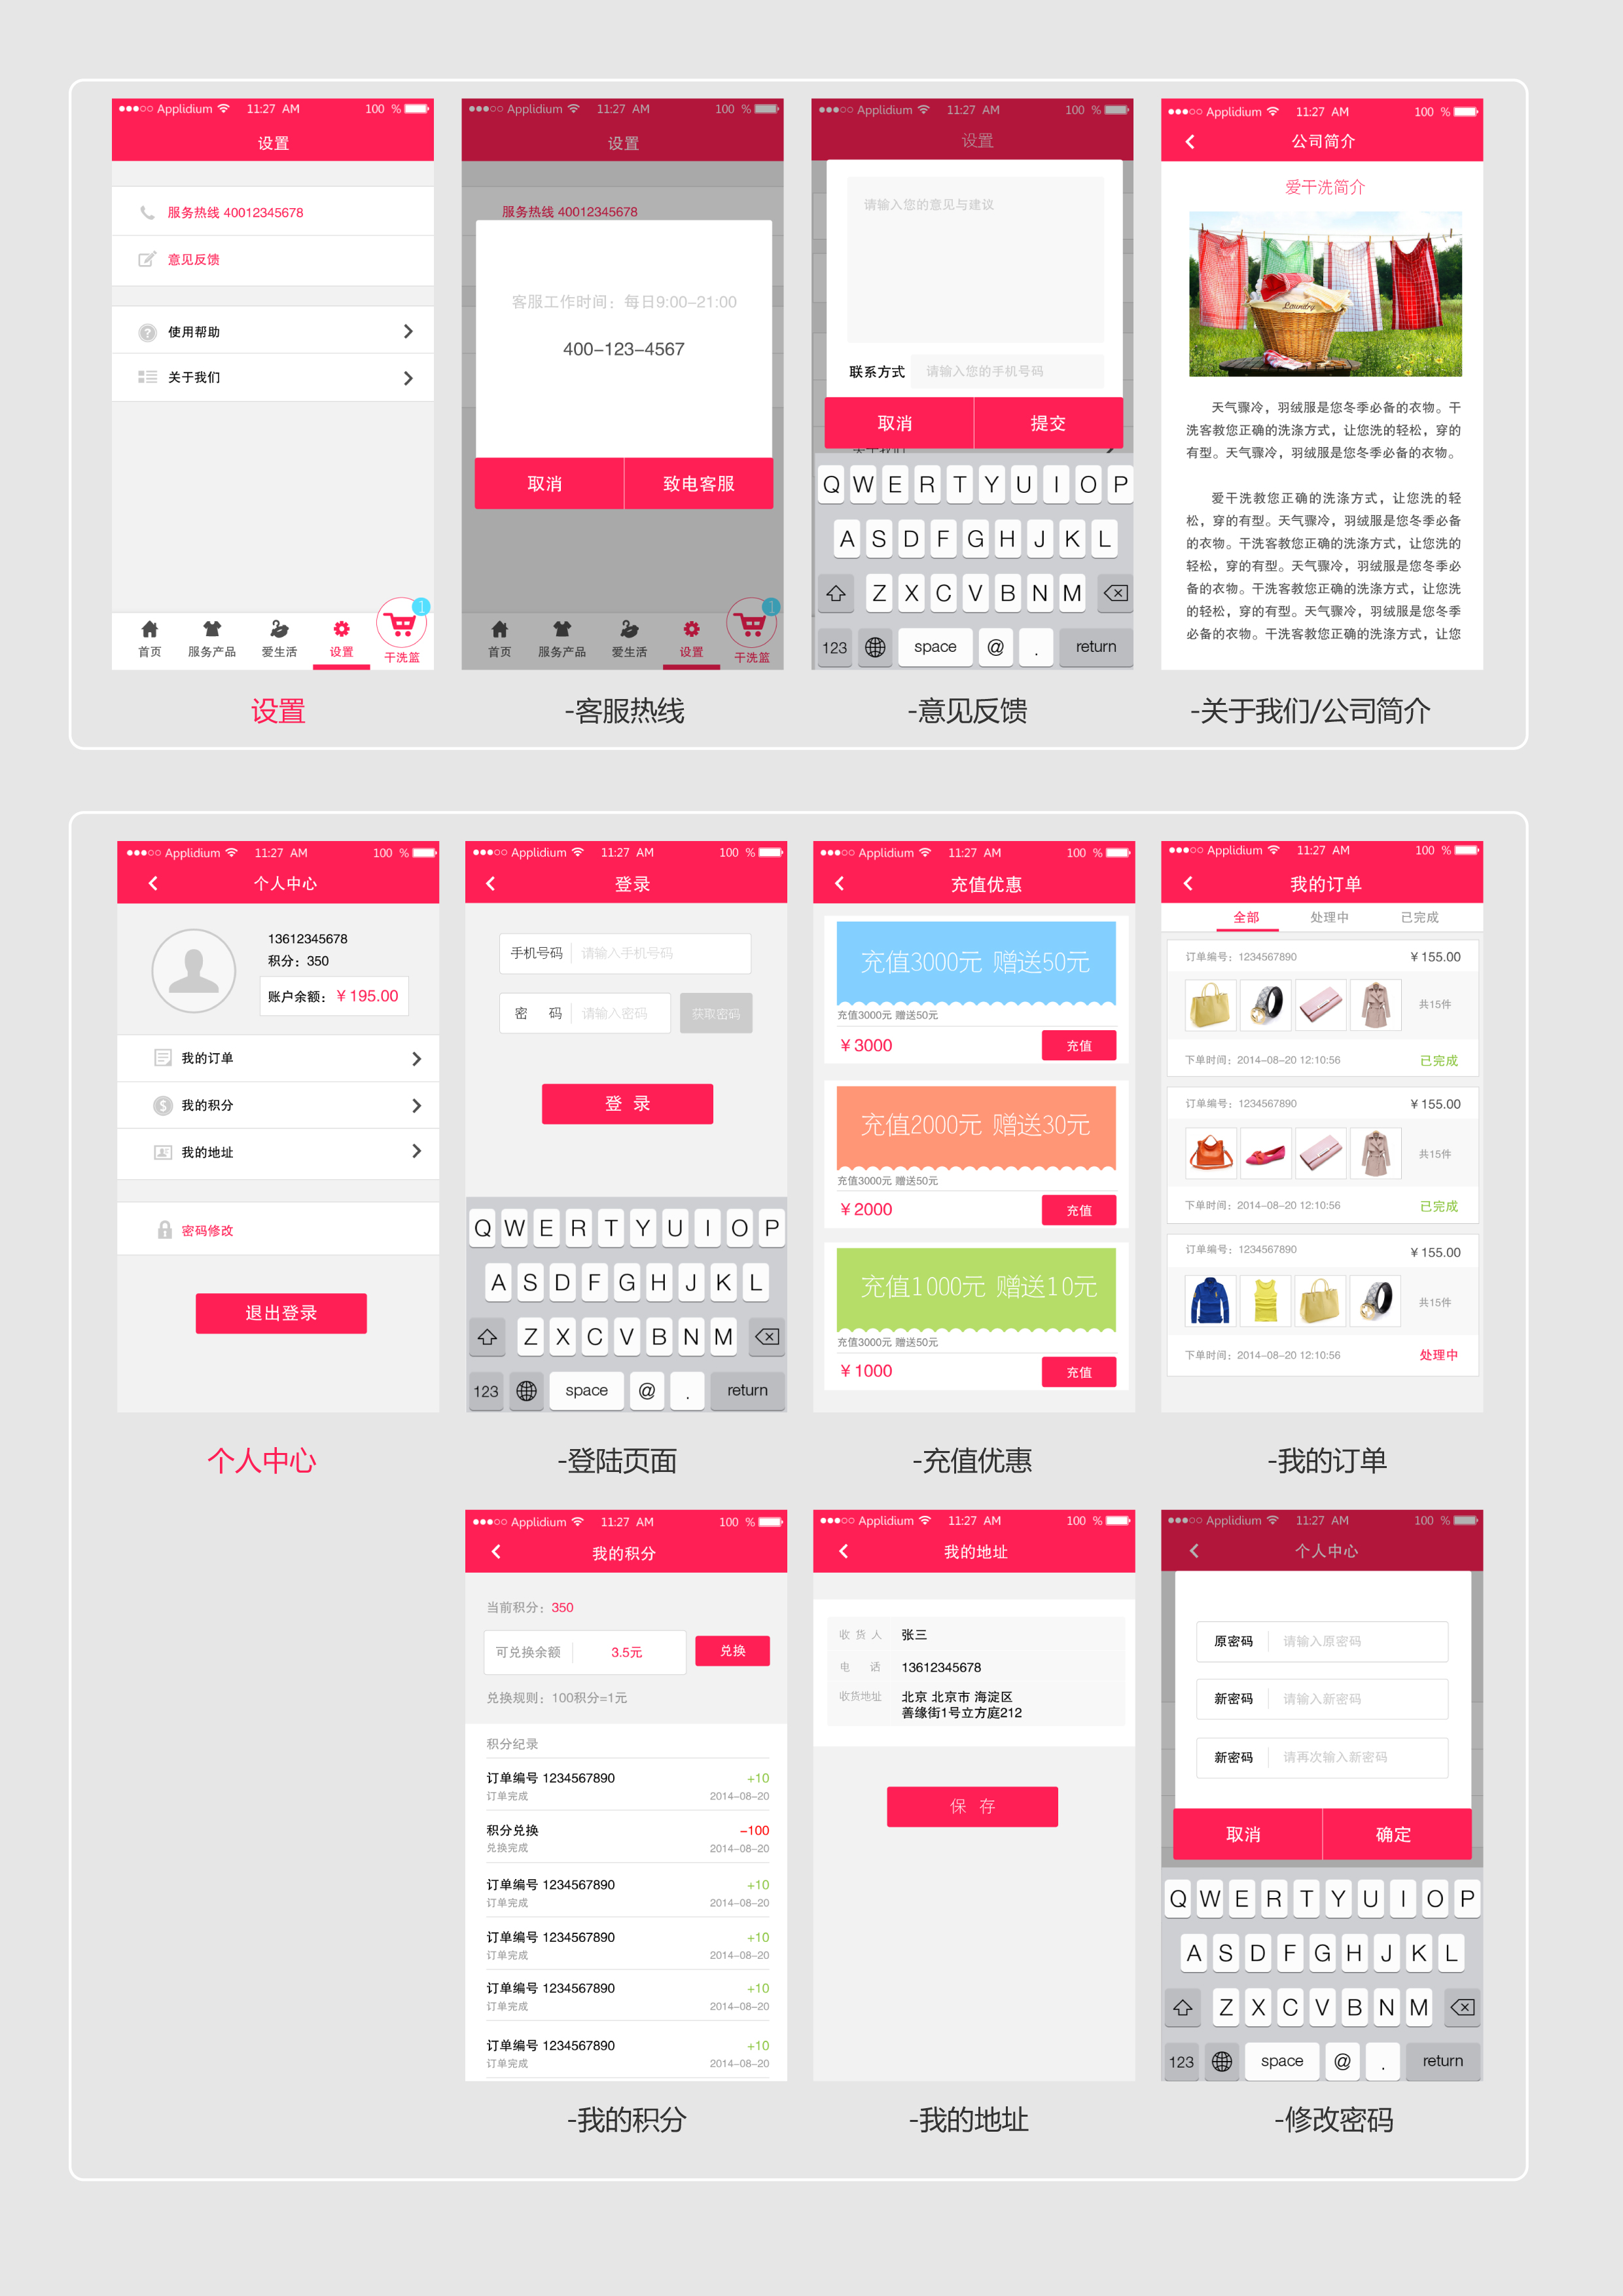 Applidium 11:27 AM 100 %
设置
服务热线 40012345678
意见反馈
使用帮助
关于我们
1
首页 服务产品 爱生活 设置 干洗篮
设置
Applidium 11:27 AM 100 %
设置
服务热线 40012345678
客服工作时间：每日9:00-21:00
400-123-4567
取消 致电客服
1
首页 服务产品 爱生活 设置 干洗篮
-客服热线
Applidium 11:27 AM 100 %
设置
请输入您的意见与建议
联系方式 请输入您的手机号码
取消 提交
关于我们
Q W E R T Y U I O P
A S D F G H J K L
Z X C V B N M
123 space @ . return
-意见反馈
Applidium 11:27 AM 100 %
公司简介
爱干洗简介
Laundry
天气骤冷，羽绒服是您冬季必备的衣物。干
洗客教您正确的洗涤方式，让您洗的轻松，穿的
有型。天气骤冷，羽绒服是您冬季必备的衣物。
爱干洗教您正确的洗涤方式，让您洗的轻
松，穿的有型。天气骤冷，羽绒服是您冬季必备
的衣物。干洗客教您正确的洗涤方式，让您洗的
轻松，穿的有型。天气骤冷，羽绒服是您冬季必
备的衣物。干洗客教您正确的洗涤方式，让您洗
的轻松，穿的有型。天气骤冷，羽绒服是您冬季
必备的衣物。干洗客教您正确的洗涤方式，让您
-关于我们/公司简介
Applidium 11:27 AM 100 %
个人中心
13612345678
积分：350
账户余额：￥195.00
我的订单
$ 我的积分
我的地址
密码修改
退出登录
个人中心
Applidium 11:27 AM 100 %
登录
手机号码 请输入手机号码
密 码 请输入密码 获取密码
登 录
Q W E R T Y U I O P
A S D F G H J K L
Z X C V B N M
123 space @ . return
-登陆页面
Applidium 11:27 AM 100 %
充值优惠
充值3000元 赠送50元
充值3000元 赠送50元
￥3000 充值
充值2000元 赠送30元
充值3000元 赠送50元
￥2000 充值
充值1000元 赠送10元
充值3000元 赠送50元
￥1000 充值
-充值优惠
Applidium 11:27 AM 100 %
我的订单
全部 处理中 已完成
订单编号：1234567890 ￥155.00
共15件
下单时间：2014-08-20 12:10:56 已完成
订单编号：1234567890 ￥155.00
共15件
下单时间：2014-08-20 12:10:56 已完成
订单编号：1234567890 ￥155.00
共15件
下单时间：2014-08-20 12:10:56 处理中
-我的订单
Applidium 11:27 AM 100 %
我的积分
当前积分：350
可兑换余额 3.5元 兑换
兑换规则：100积分=1元
积分纪录
订单编号 1234567890 +10
订单完成 2014-08-20
积分兑换 -100
兑换完成 2014-08-20
订单编号 1234567890 +10
订单完成 2014-08-20
订单编号 1234567890 +10
订单完成 2014-08-20
订单编号 1234567890 +10
订单完成 2014-08-20
订单编号 1234567890 +10
订单完成 2014-08-20
-我的积分
Applidium 11:27 AM 100 %
我的地址
收 货 人 张三
电 话 13612345678
收货地址 北京 北京市 海淀区
善缘街1号立方庭212
保 存
-我的地址
Applidium 11:27 AM 100 %
个人中心
原密码 请输入原密码
新密码 请输入新密码
新密码 请再次输入新密码
取消 确定
Q W E R T Y U I O P
A S D F G H J K L
Z X C V B N M
123 space @ . return
-修改密码